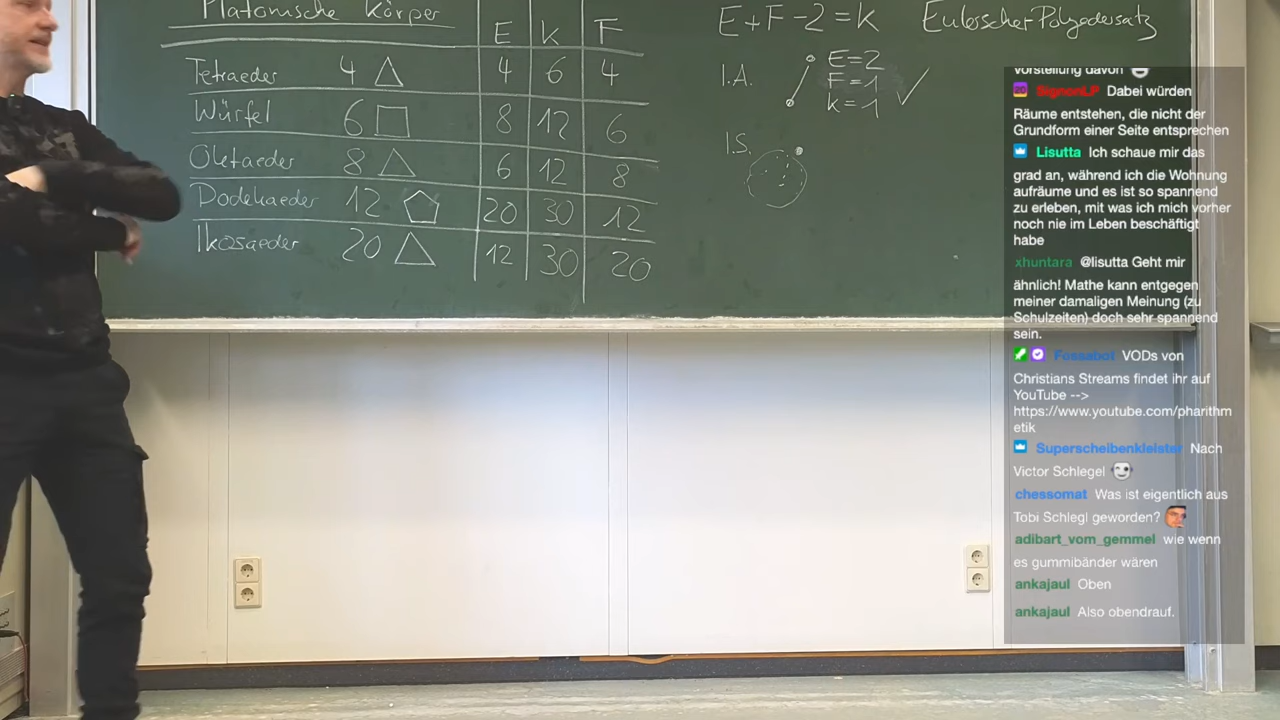 Platonische Körper
E K F
Tetraeder 4 4 6 4
Würfel 6 8 12 6
Oktaeder 8 6 12 8
Dodekaeder 12 20 30 12
Ikosaeder 20 12 30 20
E+F-2=K Eulerscher Polyedersatz
I.A. E=2
F=1
K=1 ✓
I.S.
Vorstellung davon
SignonLP Dabei würden
Räume entstehen, die nicht der
Grundform einer Seite entsprechen
Lisutta Ich schaue mir das
grad an, während ich die Wohnung
aufräume und es ist so spannend
zu erleben, mit was ich mich vorher
noch nie im Leben beschäftigt
habe
xhuntara @lisutta Geht mir
ähnlich! Mathe kann entgegen
meiner damaligen Meinung (zu
Schulzeiten) doch sehr spannend
sein.
Fossabot VODs von
Christians Streams findet ihr auf
YouTube -->
https://www.youtube.com/pharithm
etik
Superscheibenkleister Nach
Victor Schlegel
chessomat Was ist eigentlich aus
Tobi Schlegl geworden?
adibart_vom_gemmel wie wenn
es gummibänder wären
ankajaul Oben
ankajaul Also obendrauf.